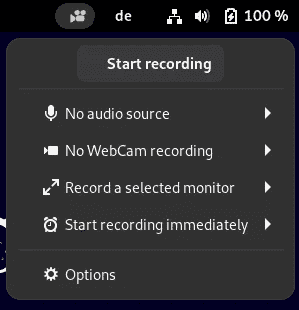 de 100 %
Start recording
No audio source
No WebCam recording
Record a selected monitor
Start recording immediately
Options